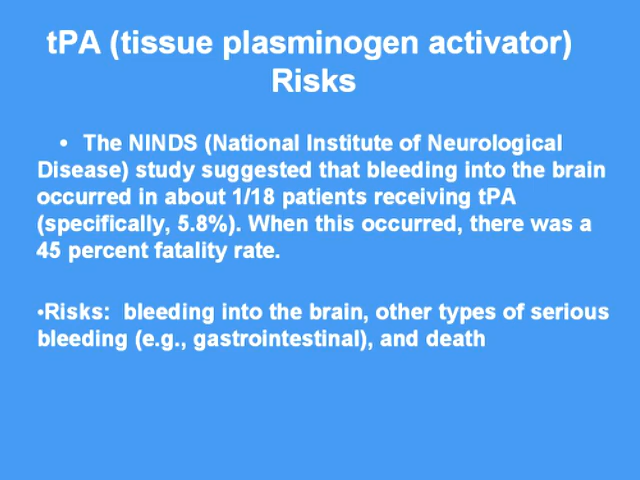 tPA (tissue plasminogen activator)
Risks
• The NINDS (National Institute of Neurological
Disease) study suggested that bleeding into the brain
occurred in about 1/18 patients receiving tPA
(specifically, 5.8%). When this occurred, there was a
45 percent fatality rate.
•Risks: bleeding into the brain, other types of serious
bleeding (e.g., gastrointestinal), and death